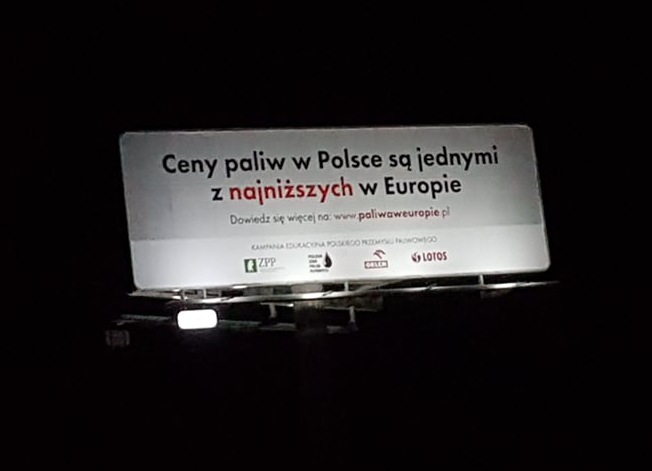 Ceny paliw w Polsce są jednymi
z najniższych w Europie
Dowiedz się więcej na: www.paliwaweuropie.pl
KAMPANIA EDUKACYJNA POLSKIEGO PRZEMYSŁU PALIWOWEGO
ZPP
ORLEN
LOTOS